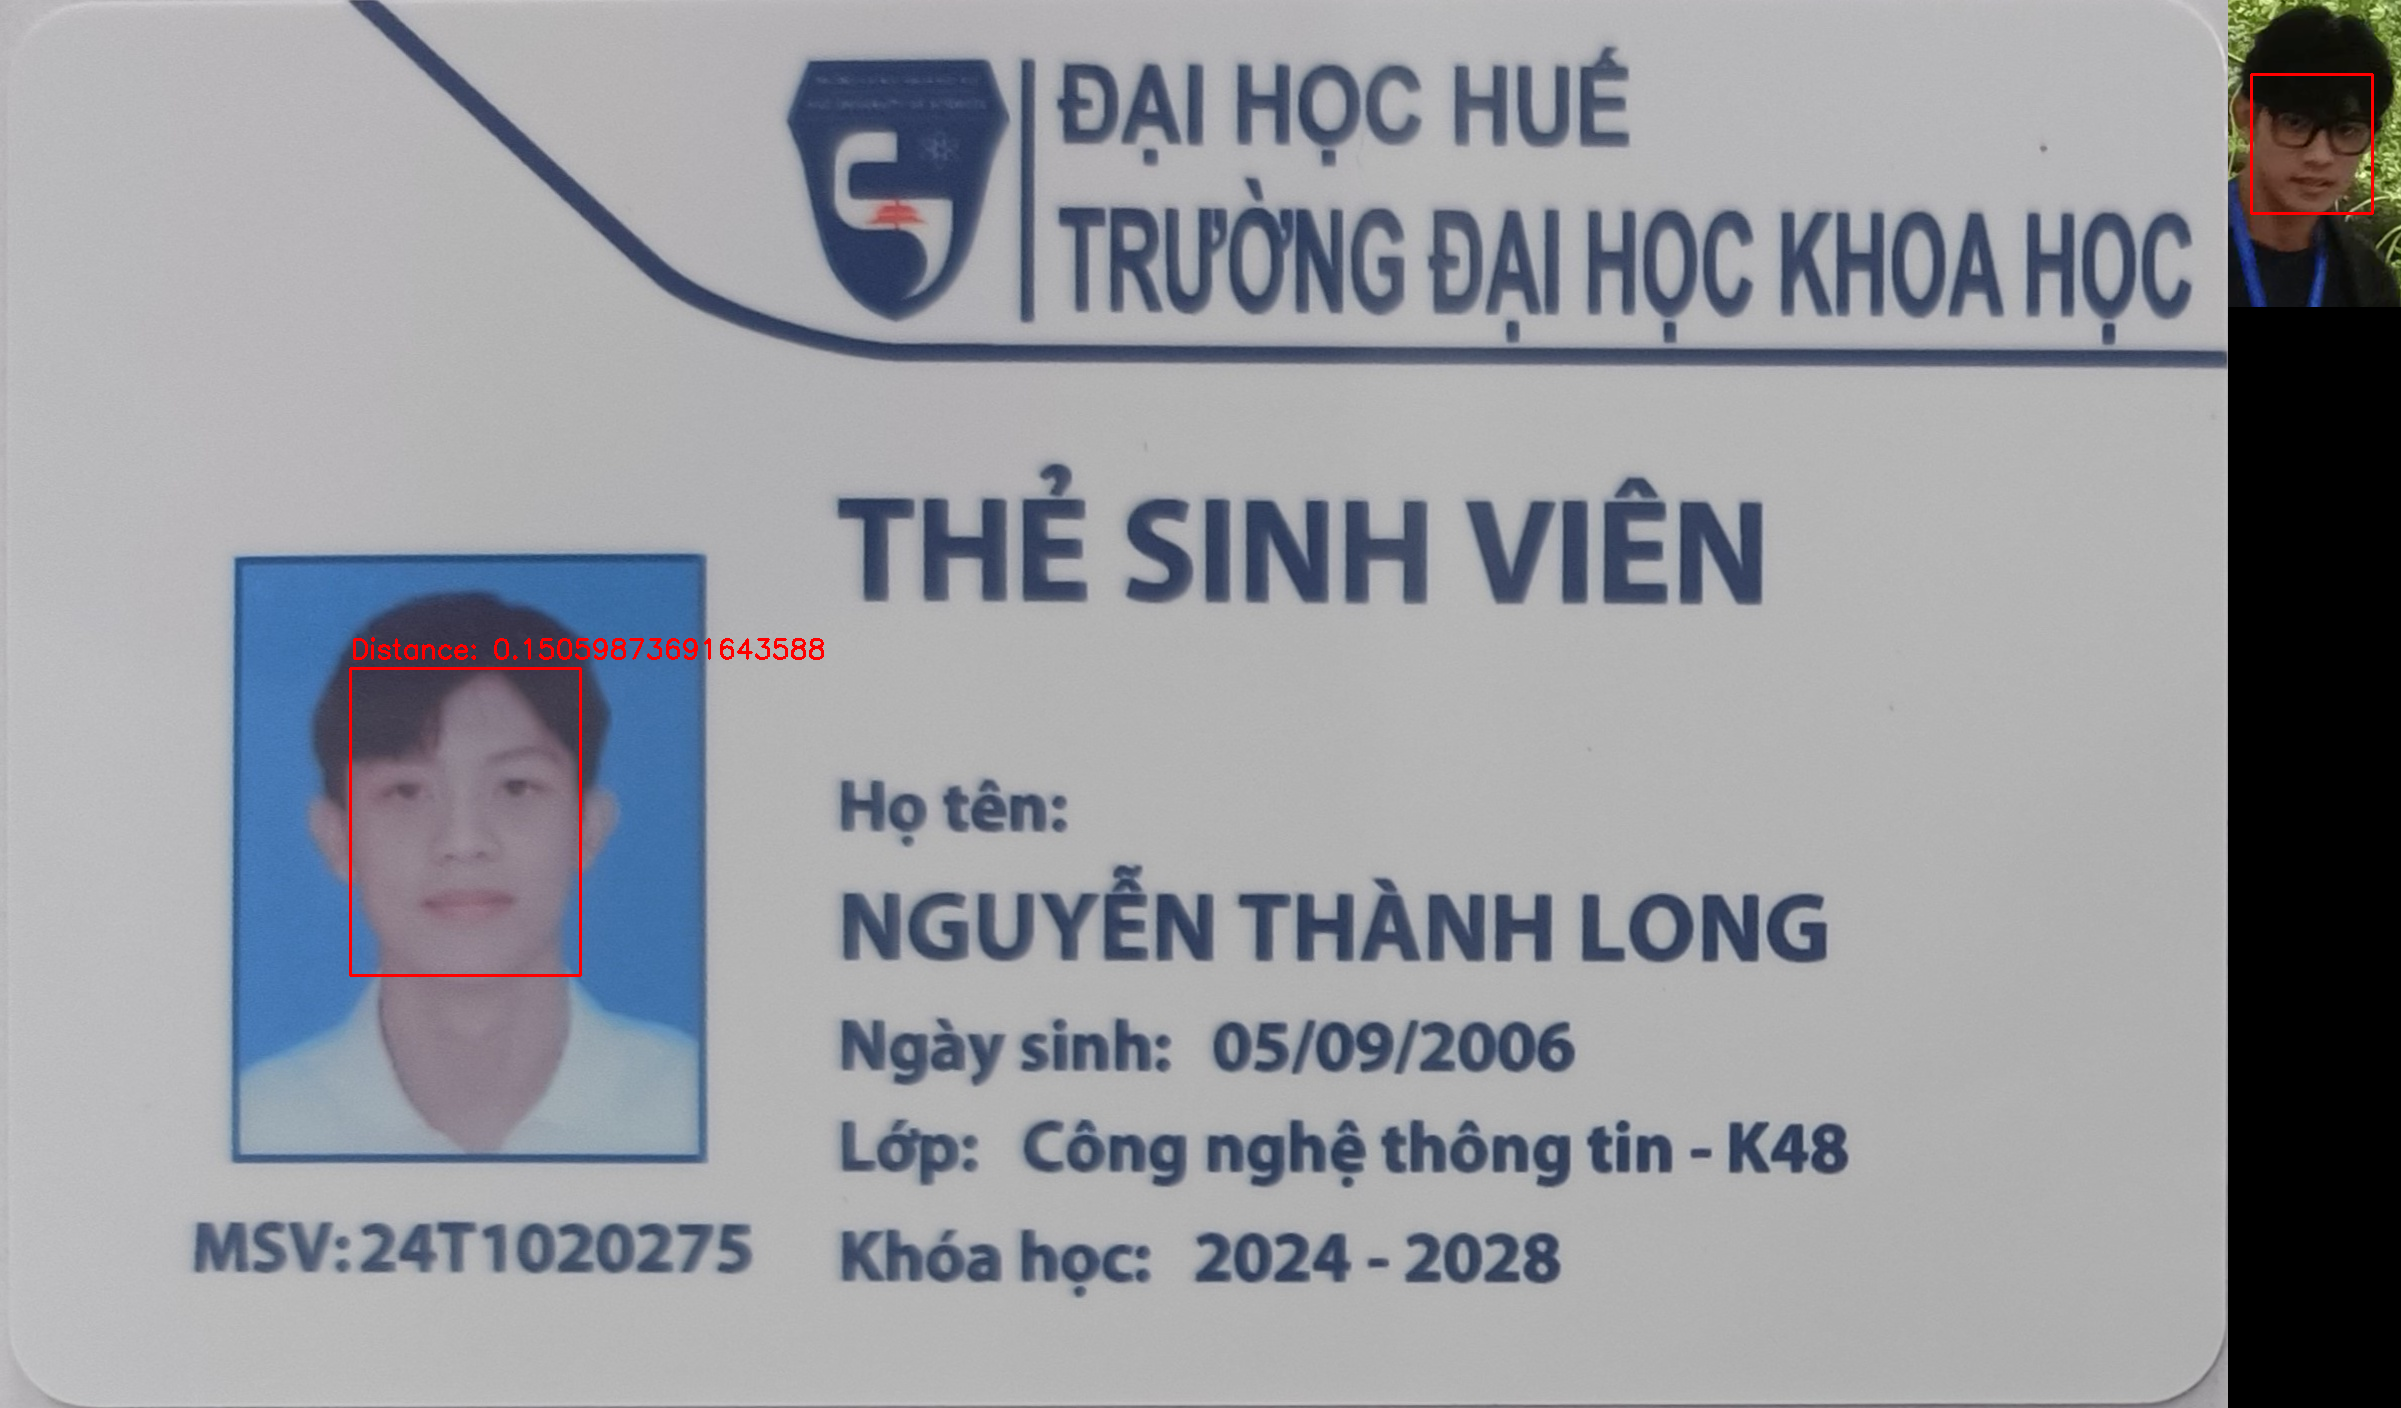 ĐẠI HỌC HUẾ
TRƯỜNG ĐẠI HỌC KHOA HỌC
THẺ SINH VIÊN
Distance: 0.15059873691643588
Họ tên:
NGUYỄN THÀNH LONG
Ngày sinh: 05/09/2006
Lớp: Công nghệ thông tin - K48
MSV: 24T1020275
Khóa học: 2024 - 2028